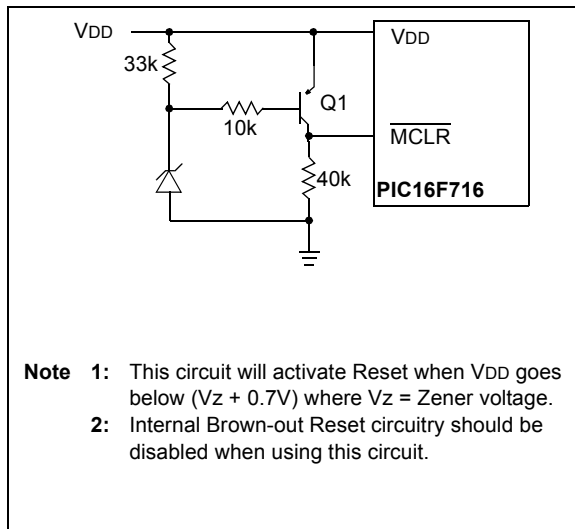 VDD
VDD
33k
Q1
10k
MCLR
40k
PIC16F716
Note 1: This circuit will activate Reset when VDD goes
below (Vz + 0.7V) where Vz = Zener voltage.
2: Internal Brown-out Reset circuitry should be
disabled when using this circuit.